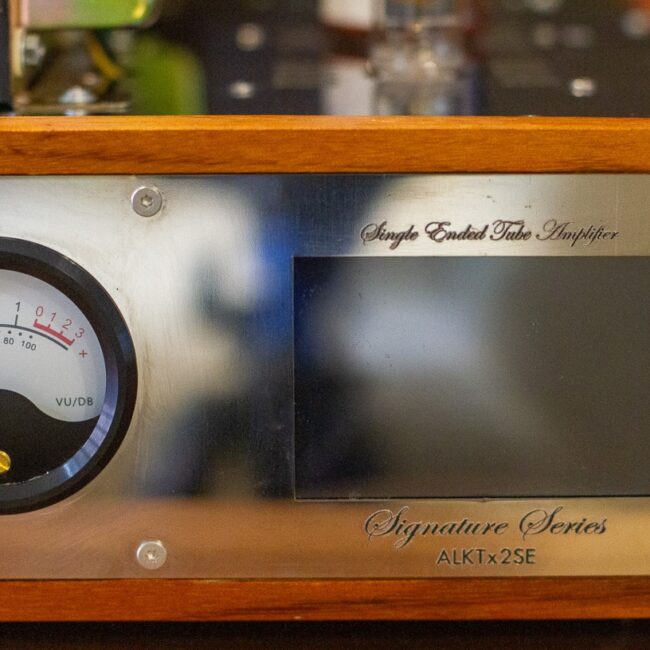 Single Ended Tube Amplifier
1 0 1 2 3 +
80 100
VU/DB
Signature Series
ALKTx2SE